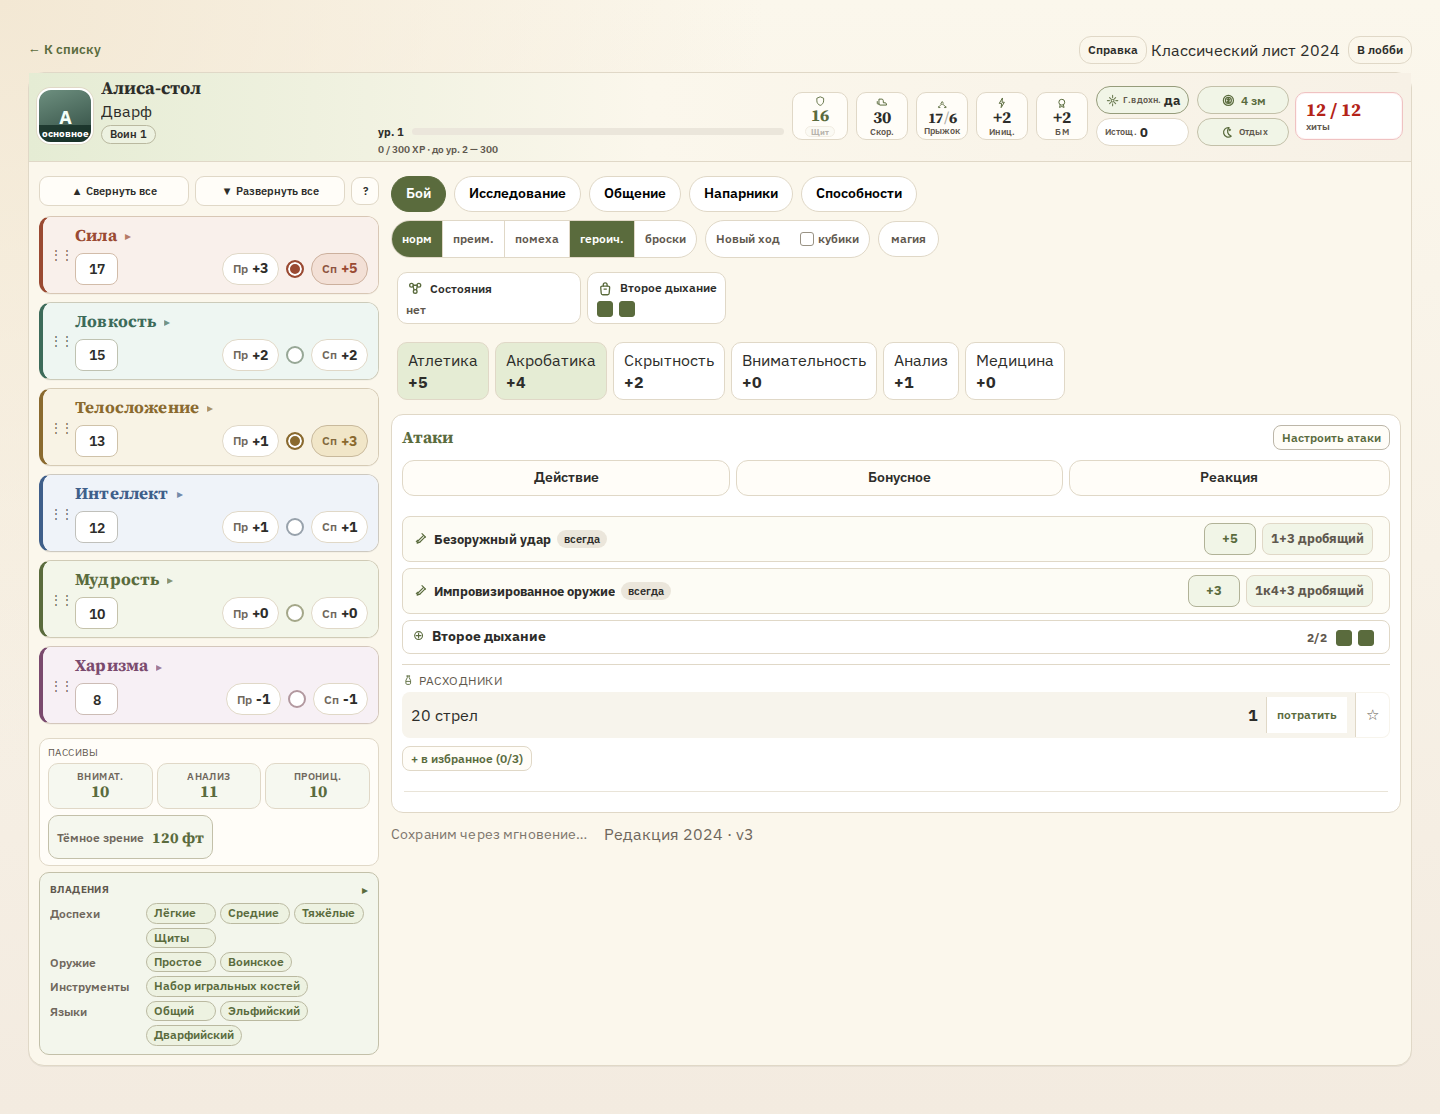 ← К списку
Справка Классический лист 2024 В лобби
А
основное
Алиса-стол
Дварф
Воин 1
ур. 1
0 / 300 XP · до ур. 2 — 300
16
Щит
30
Скор.
17/6
Прыжок
+2
Иниц.
+2
БМ
Г.вдохн. да
Истощ. 0
4 зм
Отдых
12 / 12
хиты
▲ Свернуть все ▼ Развернуть все ?
Сила ▸
17 Пр +3 Сп +5
Ловкость ▸
15 Пр +2 Сп +2
Телосложение ▸
13 Пр +1 Сп +3
Интеллект ▸
12 Пр +1 Сп +1
Мудрость ▸
10 Пр +0 Сп +0
Харизма ▸
8 Пр -1 Сп -1
ПАССИВЫ
ВНИМАТ. АНАЛИЗ ПРОНИЦ.
10 11 10
Тёмное зрение 120 фт
ВЛАДЕНИЯ ▸
Доспехи Лёгкие Средние Тяжёлые
Щиты
Оружие Простое Воинское
Инструменты Набор игральных костей
Языки Общий Эльфийский
Дварфийский
Бой Исследование Общение Напарники Способности
норм преим. помеха героич. броски Новый ход кубики магия
Состояния
нет
Второе дыхание
Атлетика Акробатика Скрытность Внимательность Анализ Медицина
+5 +4 +2 +0 +1 +0
Атаки Настроить атаки
Действие Бонусное Реакция
Безоружный удар всегда +5 1+3 дробящий
Импровизированное оружие всегда +3 1к4+3 дробящий
Второе дыхание 2/2
РАСХОДНИКИ
20 стрел 1 потратить ☆
+ в избранное (0/3)
Сохраним через мгновение… Редакция 2024 · v3